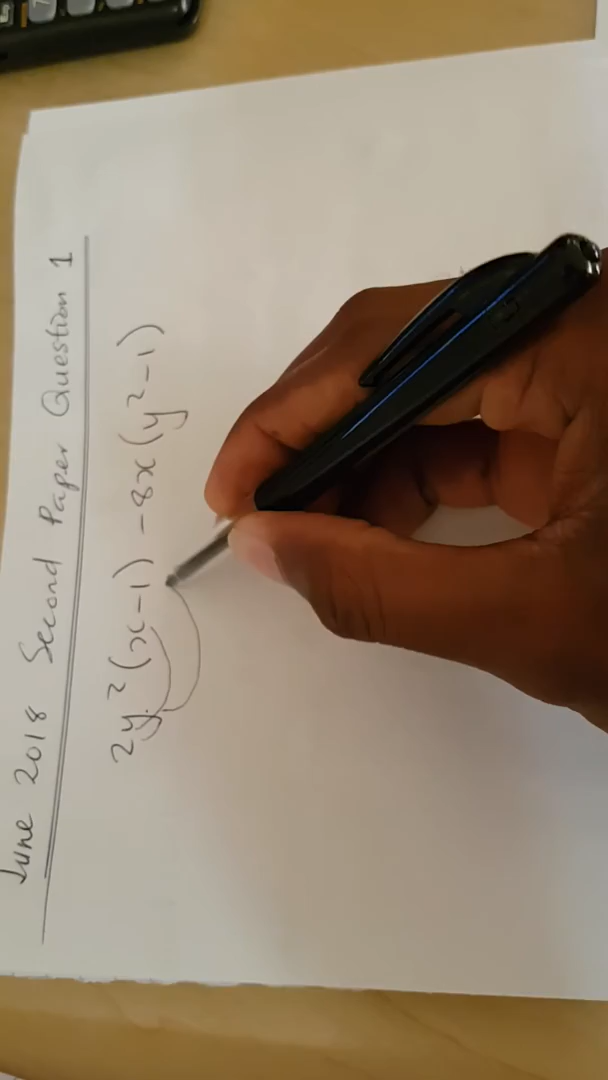 June 2018 Second Paper Question 1
2y²(x-1) - 8x(y²-1)